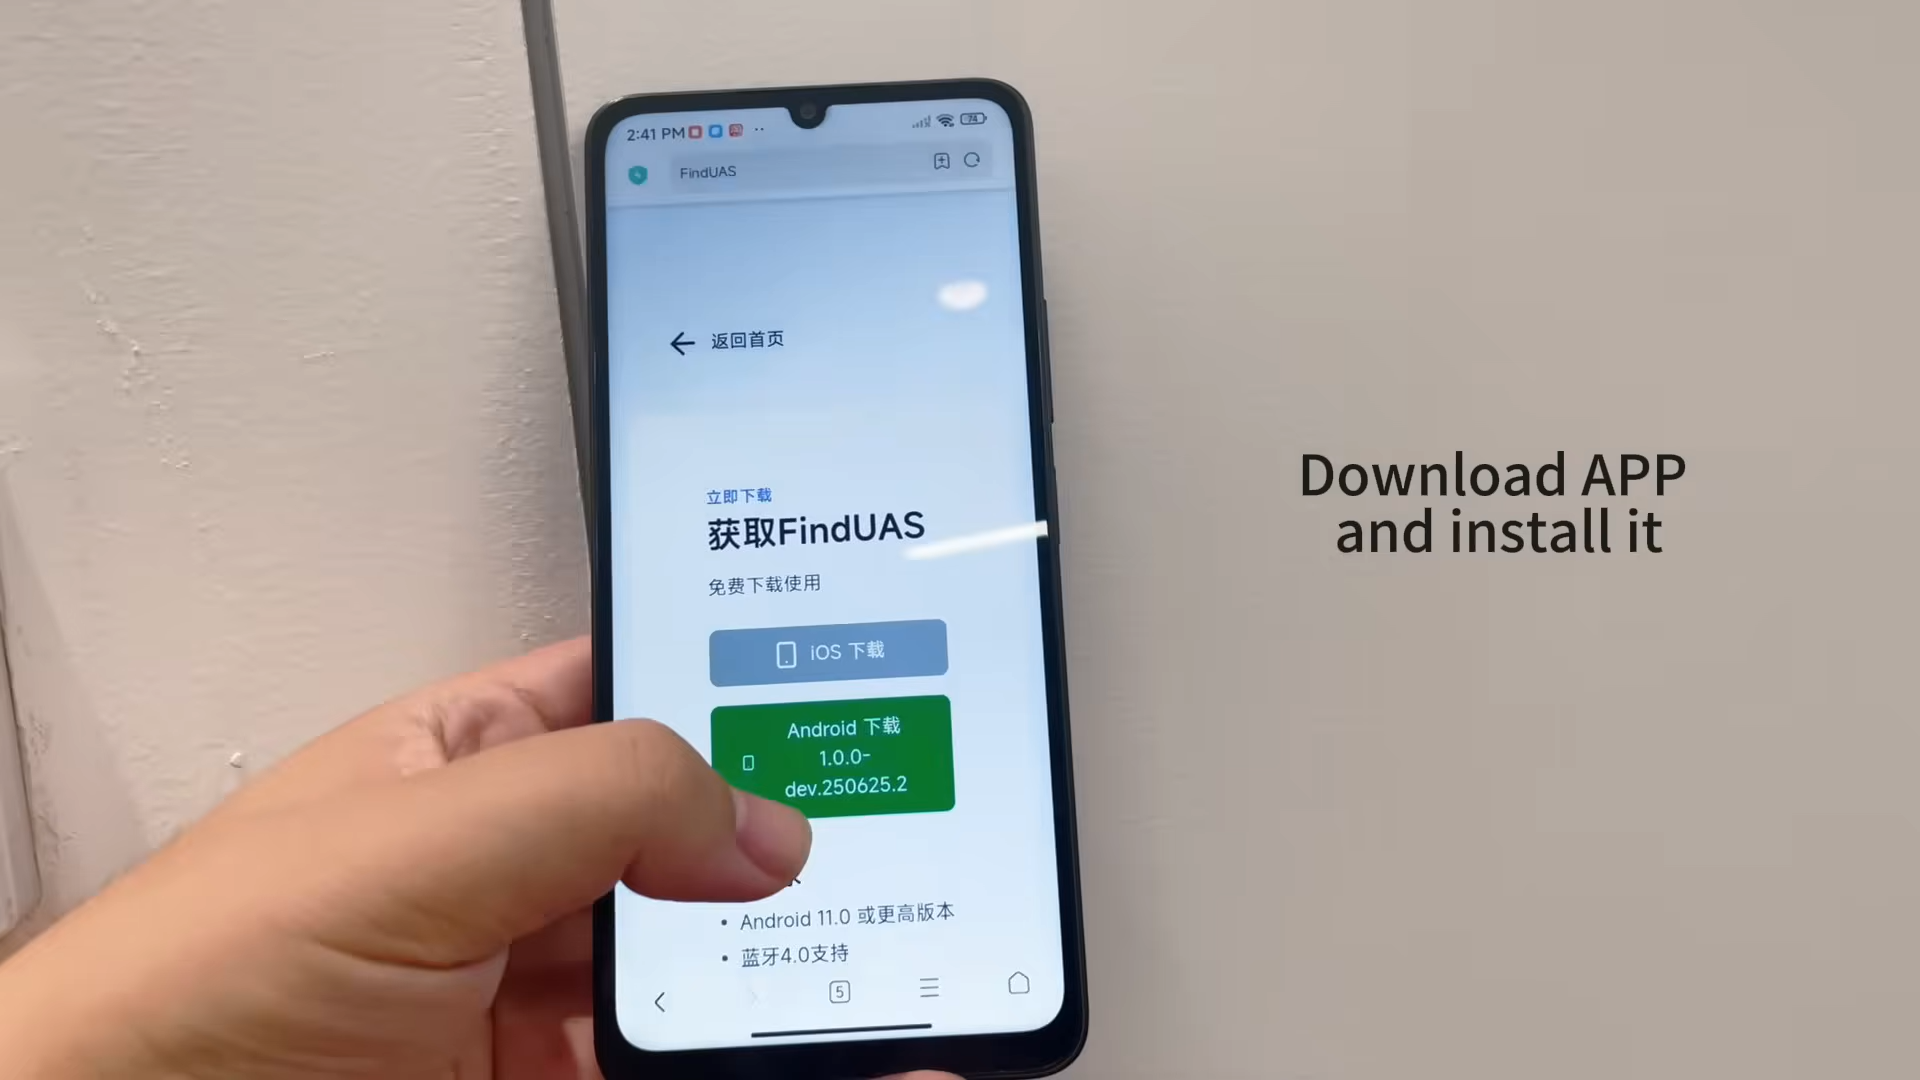 2:41 PM
74
FindUAS
返回首页
立即下载
获取FindUAS
免费下载使用
iOS 下载
Android 下载
1.0.0-
dev.250625.2
Android 11.0 或更高版本
蓝牙4.0支持
5
Download APP
and install it